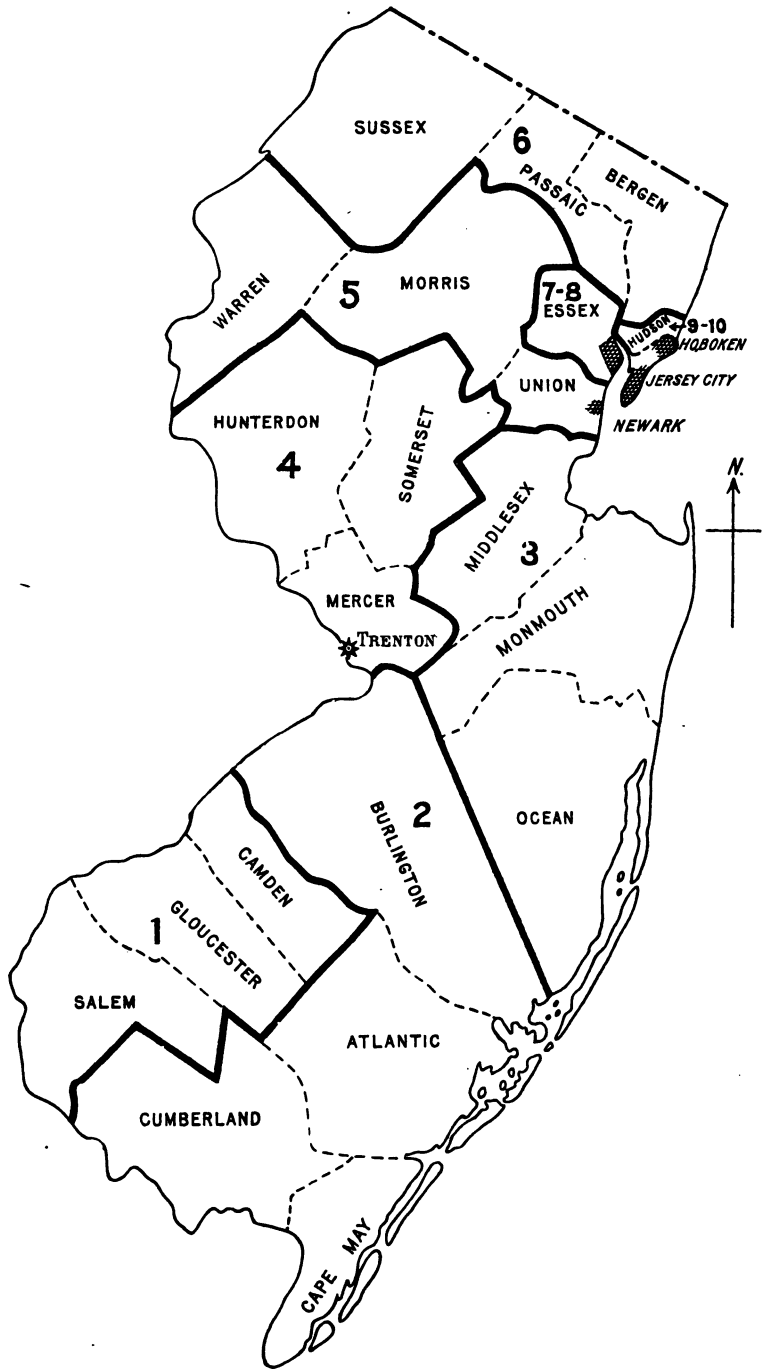 SUSSEX
6
PASSAIC
BERGEN
WARREN
5
MORRIS
7-8
ESSEX
HUDSON
9-10
HOBOKEN
JERSEY CITY
UNION
NEWARK
HUNTERDON
4
SOMERSET
N.
MIDDLESEX
3
MERCER
TRENTON
MONMOUTH
OCEAN
2
BURLINGTON
CAMDEN
1
GLOUCESTER
SALEM
ATLANTIC
CUMBERLAND
CAPE MAY